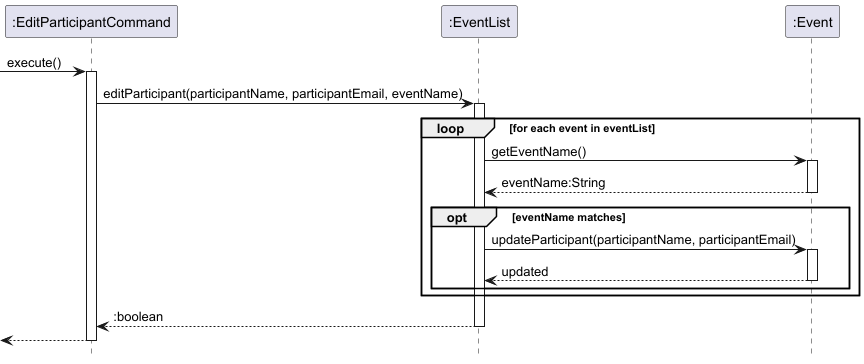 :EditParticipantCommand
:EventList
:Event
execute()
editParticipant(participantName, participantEmail, eventName)
loop
[for each event in eventList]
getEventName()
eventName:String
opt
[eventName matches]
updateParticipant(participantName, participantEmail)
updated
:boolean